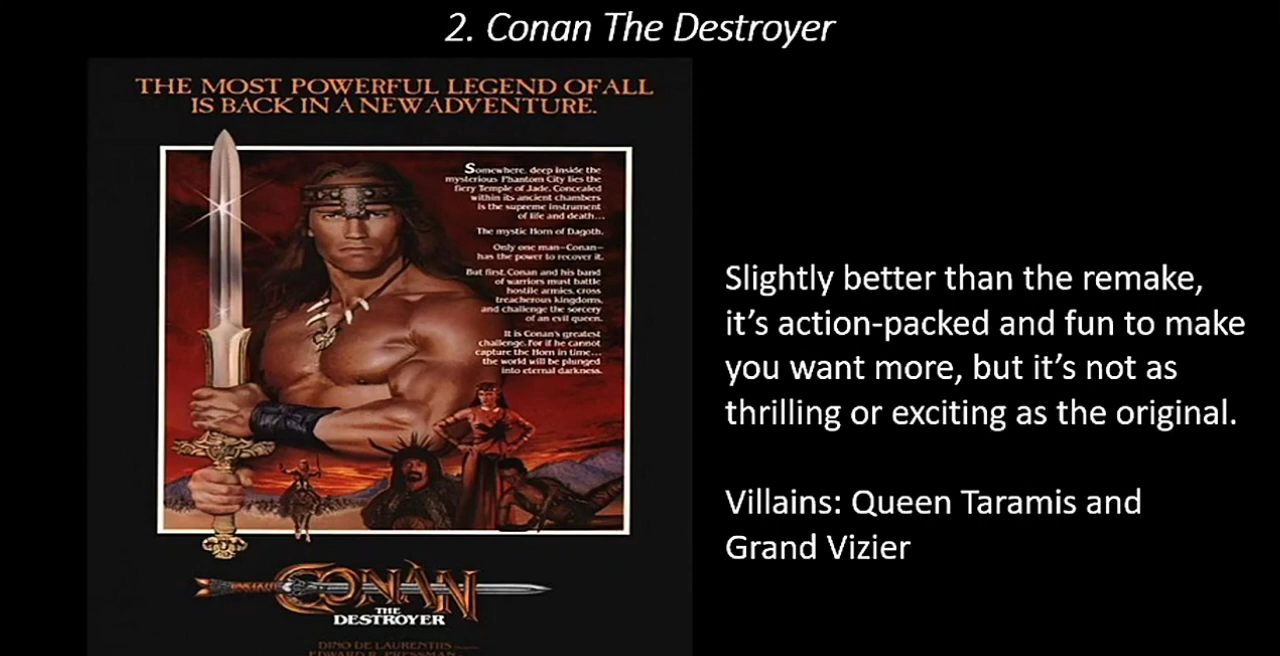 2. Conan The Destroyer
THE MOST POWERFUL LEGEND OF ALL
IS BACK IN A NEW ADVENTURE.
Somewhere, deep inside the
mysterious Phantom City lies the
fiery Temple of Jade. Concealed
within its ancient chambers
is the supreme instrument
of life and death...
The mystic Horn of Dagoth.
Only one man—Conan—
has the power to recover it.
But first, Conan and his band
of warriors must battle
hostile armies, cross
treacherous kingdoms,
and challenge the sorcery
of an evil queen.
It is Conan's greatest
challenge. For if he cannot
capture the Horn in time...
the world will be plunged
into eternal darkness.
CONAN
THE
DESTROYER
DINO DE LAURENTIIS
EDWARD R. PRESSMAN
Slightly better than the remake,
it's action-packed and fun to make
you want more, but it's not as
thrilling or exciting as the original.
Villains: Queen Taramis and
Grand Vizier